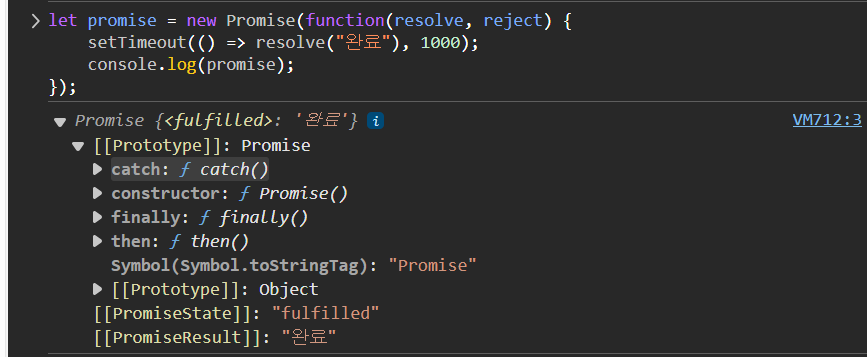 let promise = new Promise(function(resolve, reject) {
    setTimeout(() => resolve("완료"), 1000);
    console.log(promise);
});
Promise {<fulfilled>: '완료'} i VM712:3
[[Prototype]]: Promise
catch: ƒ catch()
constructor: ƒ Promise()
finally: ƒ finally()
then: ƒ then()
Symbol(Symbol.toStringTag): "Promise"
[[Prototype]]: Object
[[PromiseState]]: "fulfilled"
[[PromiseResult]]: "완료"